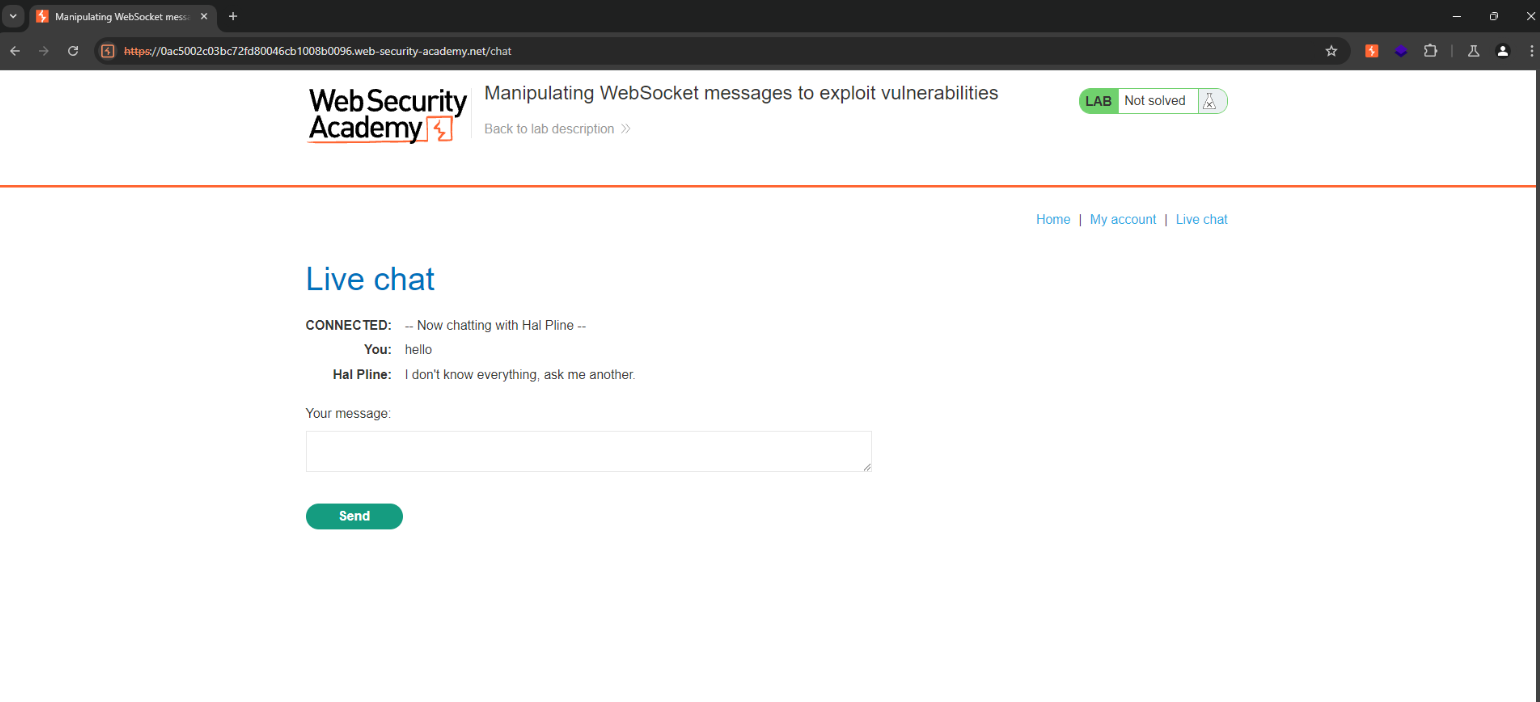 Manipulating WebSocket mess
https://0ac5002c03bc72fd80046cb1008b0096.web-security-academy.net/chat
Web Security
Academy
Manipulating WebSocket messages to exploit vulnerabilities
Back to lab description
LAB Not solved
Home | My account | Live chat
Live chat
CONNECTED: -- Now chatting with Hal Pline --
You: hello
Hal Pline: I don't know everything, ask me another.
Your message:
Send